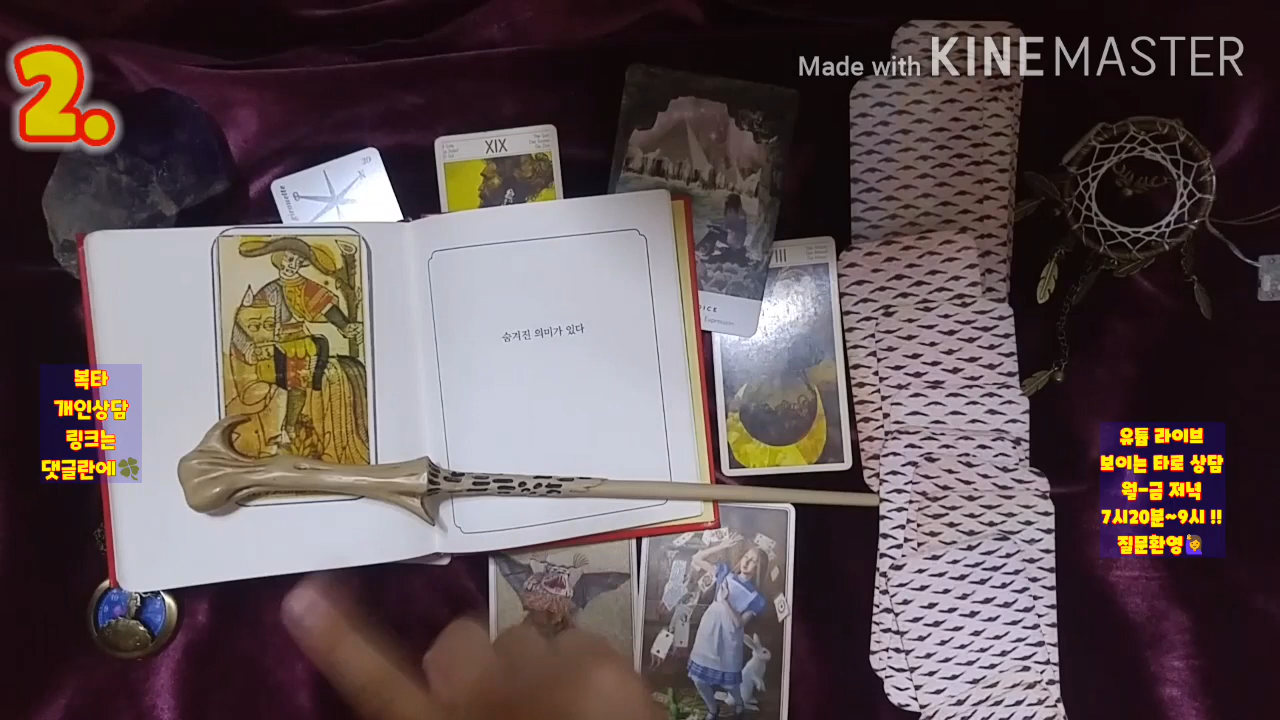 2.
Made with KINEMASTER
XIX
20
숨겨진 의미가 있다
VIII
복타
개인상담
링크는
댓글란에🍀
유튭 라이브
보이는 타로 상담
월-금 저녁
7시20분~9시 !!
질문환영🙋‍♀️